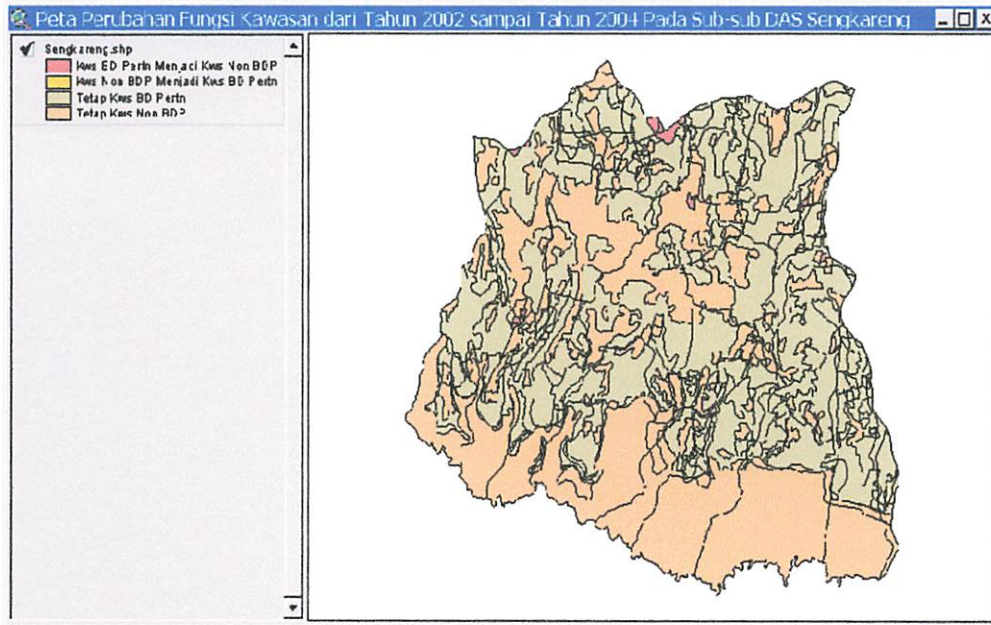 Peta Perubahan Fungsi Kawasan dari Tahun 2002 sampai Tahun 2004 Pada Sub-sub DAS Sengkareng
Sengkareng.shp
Kws BD Pertn Menjadi Kws Non BDP
Kws Non BDP Menjadi Kws BD Pertn
Tetap Kws BD Pertn
Tetap Kws Non BDP